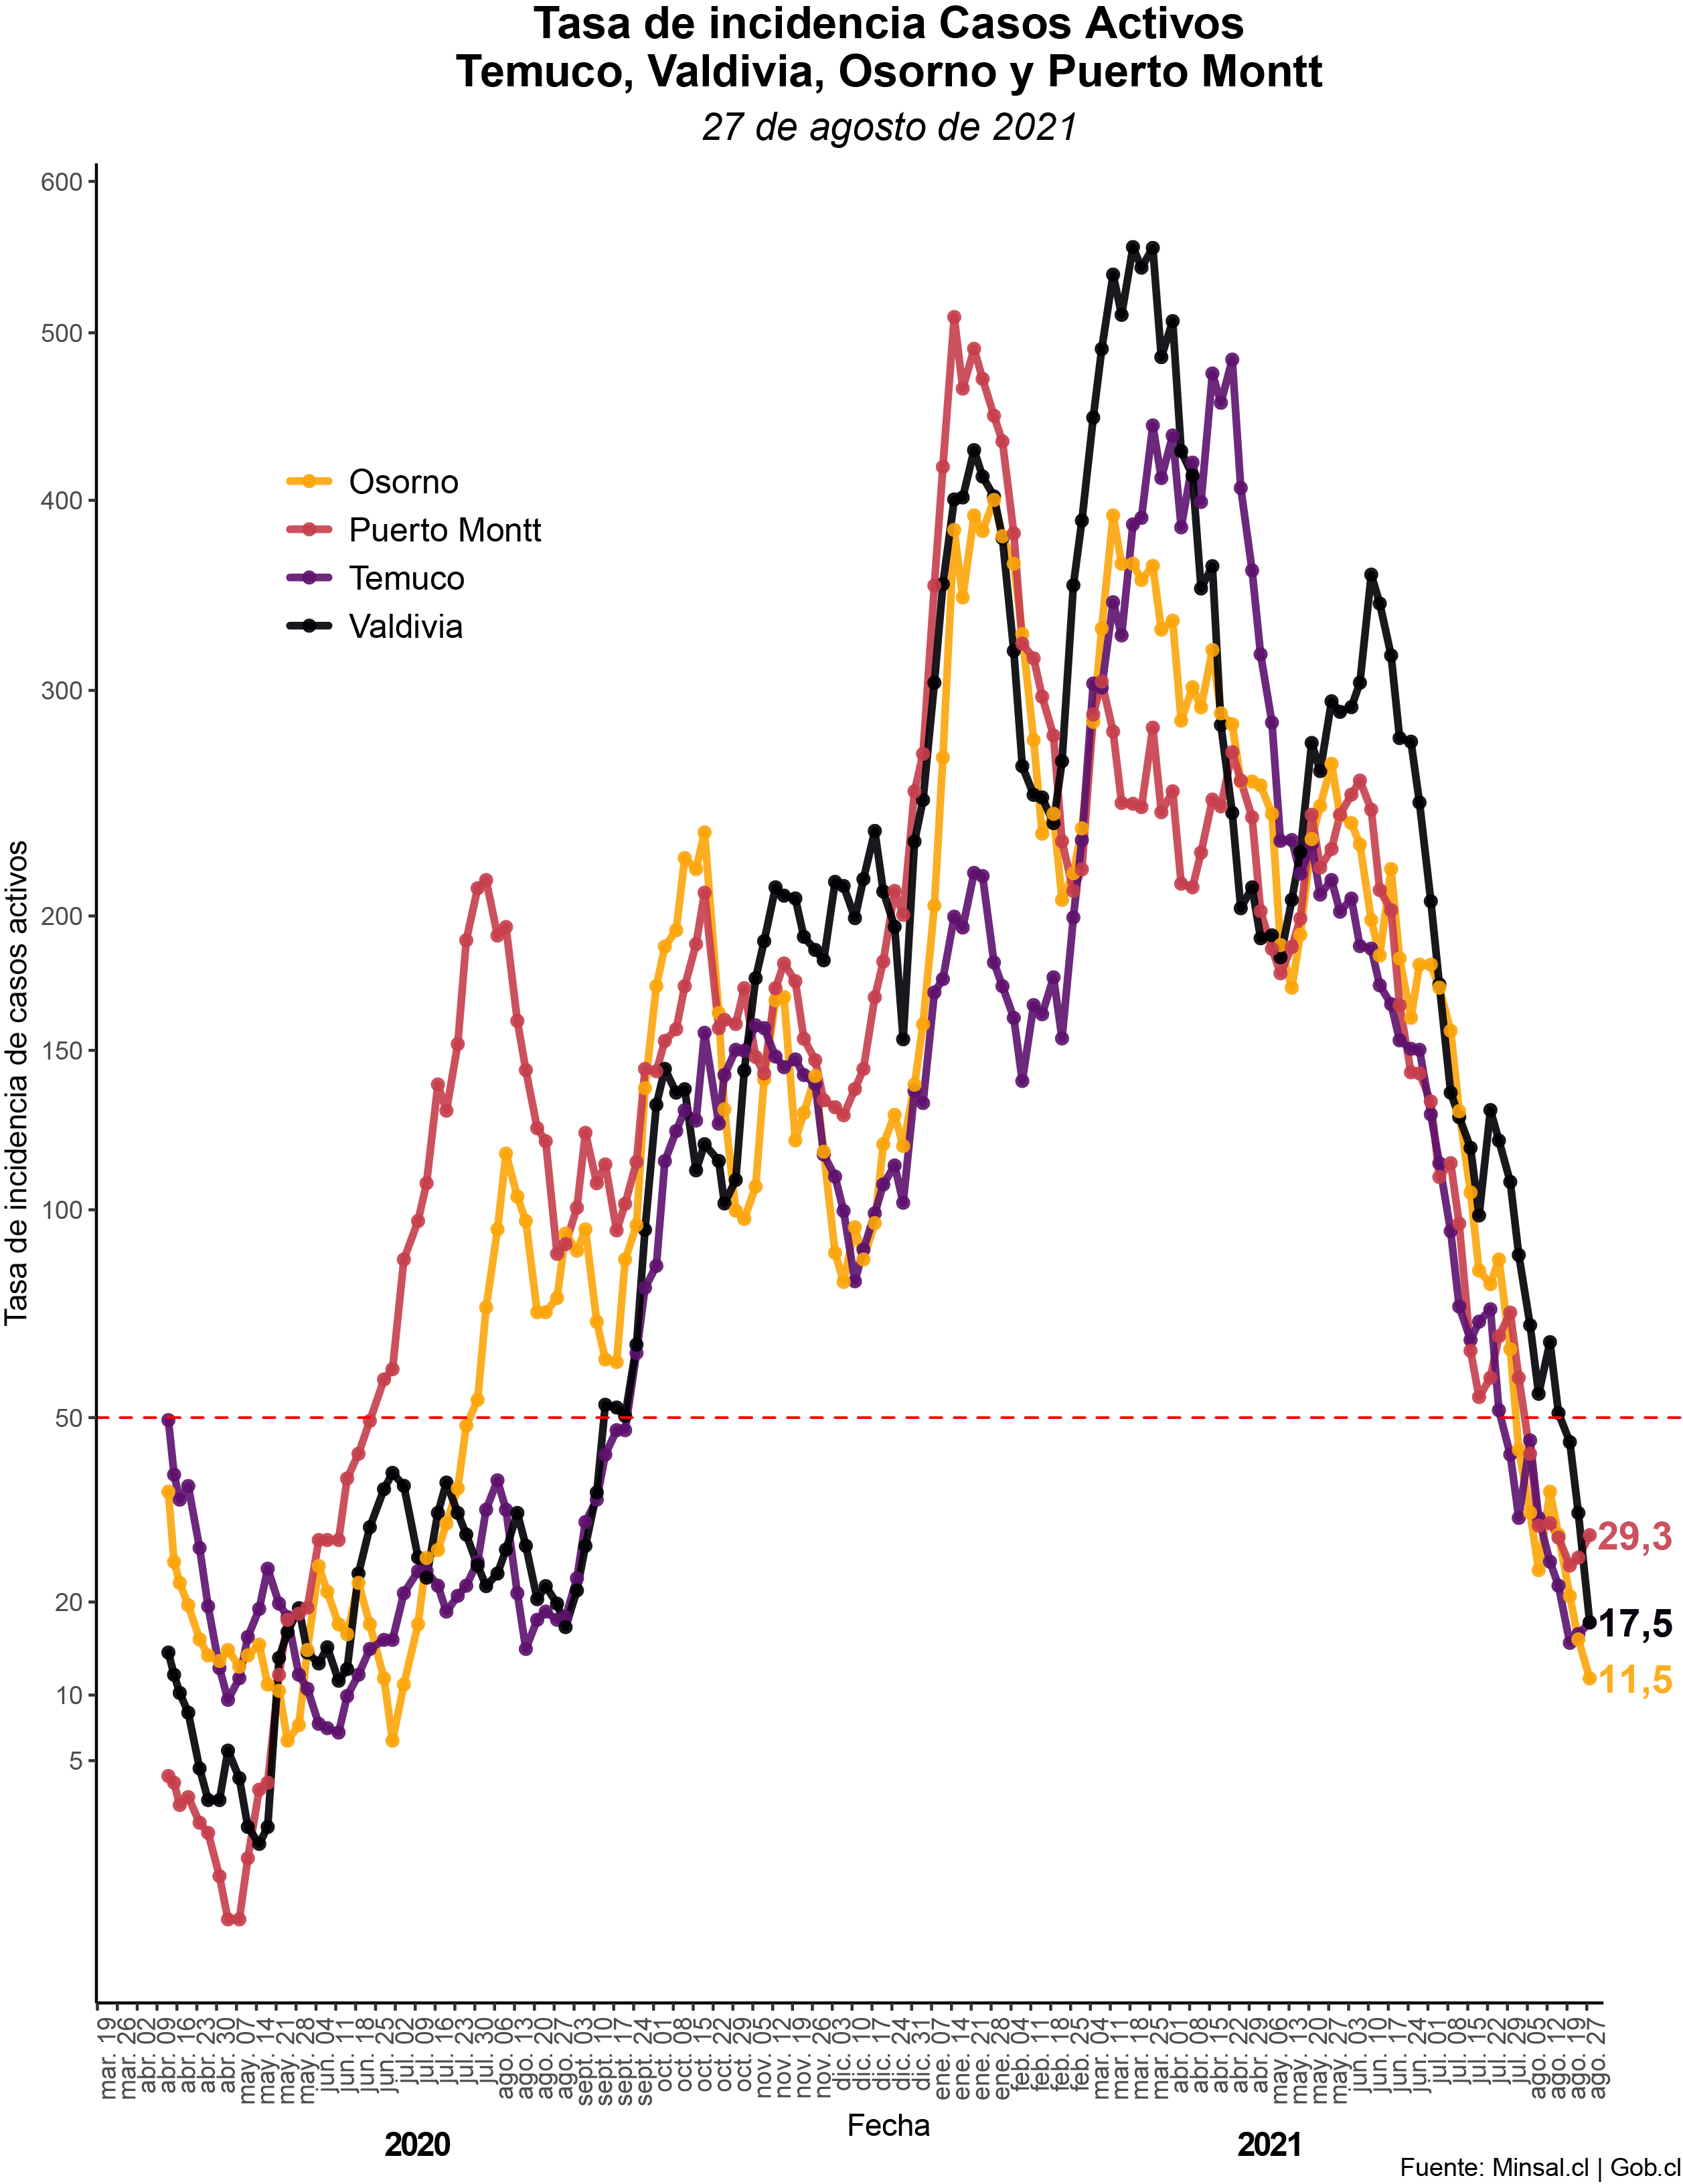 Tasa de incidencia Casos Activos
Temuco, Valdivia, Osorno y Puerto Montt
27 de agosto de 2021
Tasa de incidencia de casos activos
600
500
400
300
200
150
100
50
20
10
5
Osorno
Puerto Montt
Temuco
Valdivia
29,3
17,5
11,5
mar. 19
mar. 26
abr. 02
abr. 09
abr. 16
abr. 23
abr. 30
may. 07
may. 14
may. 21
may. 28
jun. 04
jun. 11
jun. 18
jun. 25
jul. 02
jul. 09
jul. 16
jul. 23
jul. 30
ago. 06
ago. 13
ago. 20
ago. 27
sept. 03
sept. 10
sept. 17
sept. 24
oct. 01
oct. 08
oct. 15
oct. 22
oct. 29
nov. 05
nov. 12
nov. 19
nov. 26
dic. 03
dic. 10
dic. 17
dic. 24
dic. 31
ene. 07
ene. 14
ene. 21
ene. 28
feb. 04
feb. 11
feb. 18
feb. 25
mar. 04
mar. 11
mar. 18
mar. 25
abr. 01
abr. 08
abr. 15
abr. 22
abr. 29
may. 06
may. 13
may. 20
may. 27
jun. 03
jun. 10
jun. 17
jun. 24
jul. 01
jul. 08
jul. 15
jul. 22
jul. 29
ago. 05
ago. 12
ago. 19
ago. 27
Fecha
2020
2021
Fuente: Minsal.cl | Gob.cl